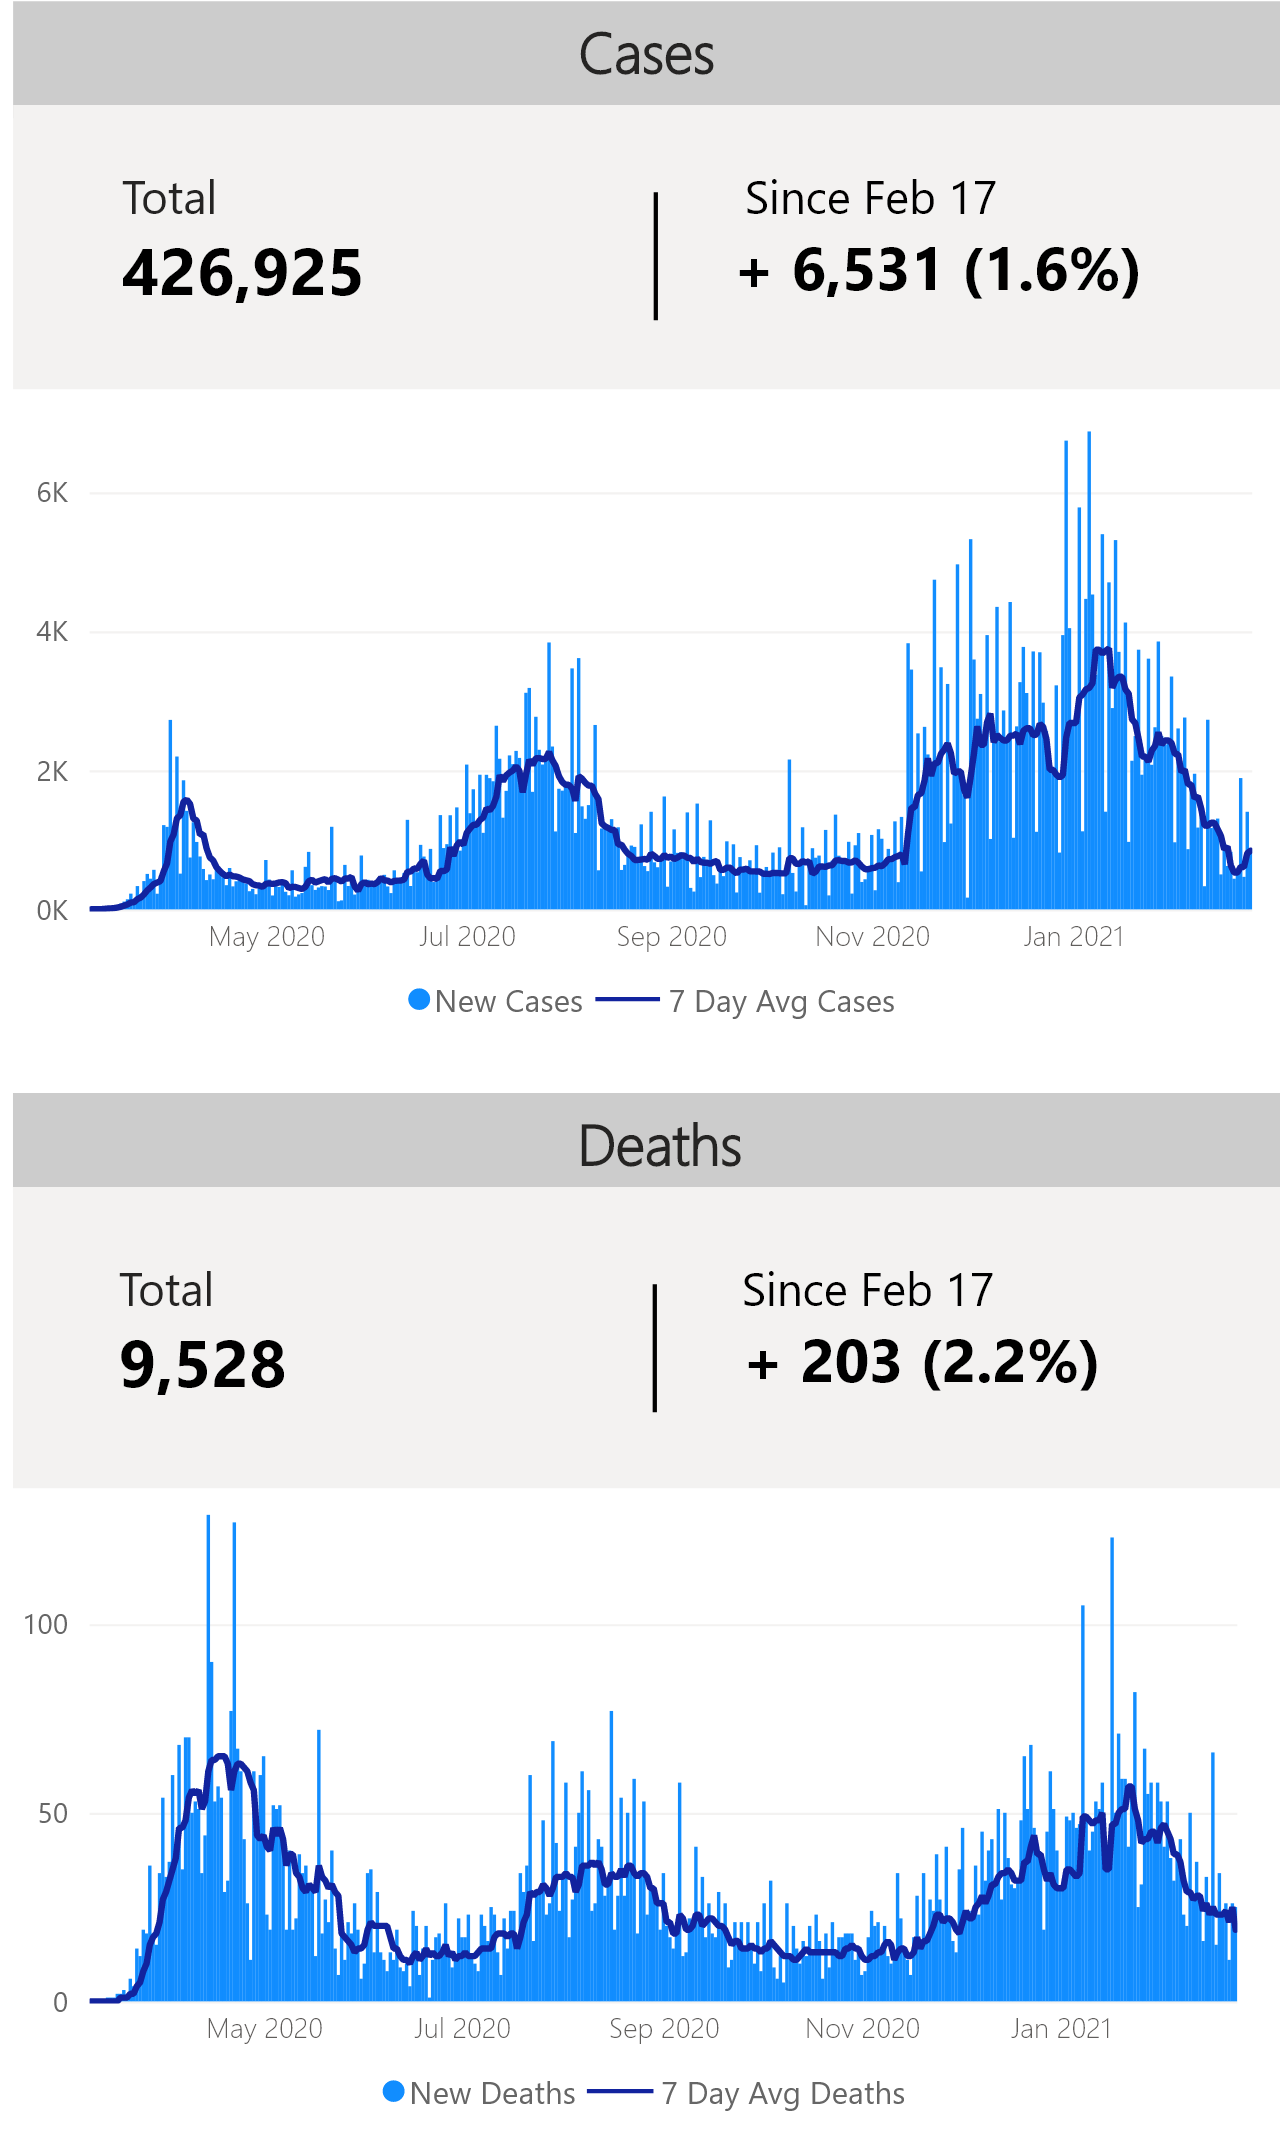 Cases
Total
Since Feb 17
426,925
+ 6,531 (1.6%)
6K
4K
2K
0K
May 2020
Jul 2020
Sep 2020
Nov 2020
Jan 2021
New Cases
7 Day Avg Cases
Deaths
Total
Since Feb 17
9,528
+ 203 (2.2%)
100
50
0
May 2020
Jul 2020
Sep 2020
Nov 2020
Jan 2021
New Deaths
7 Day Avg Deaths